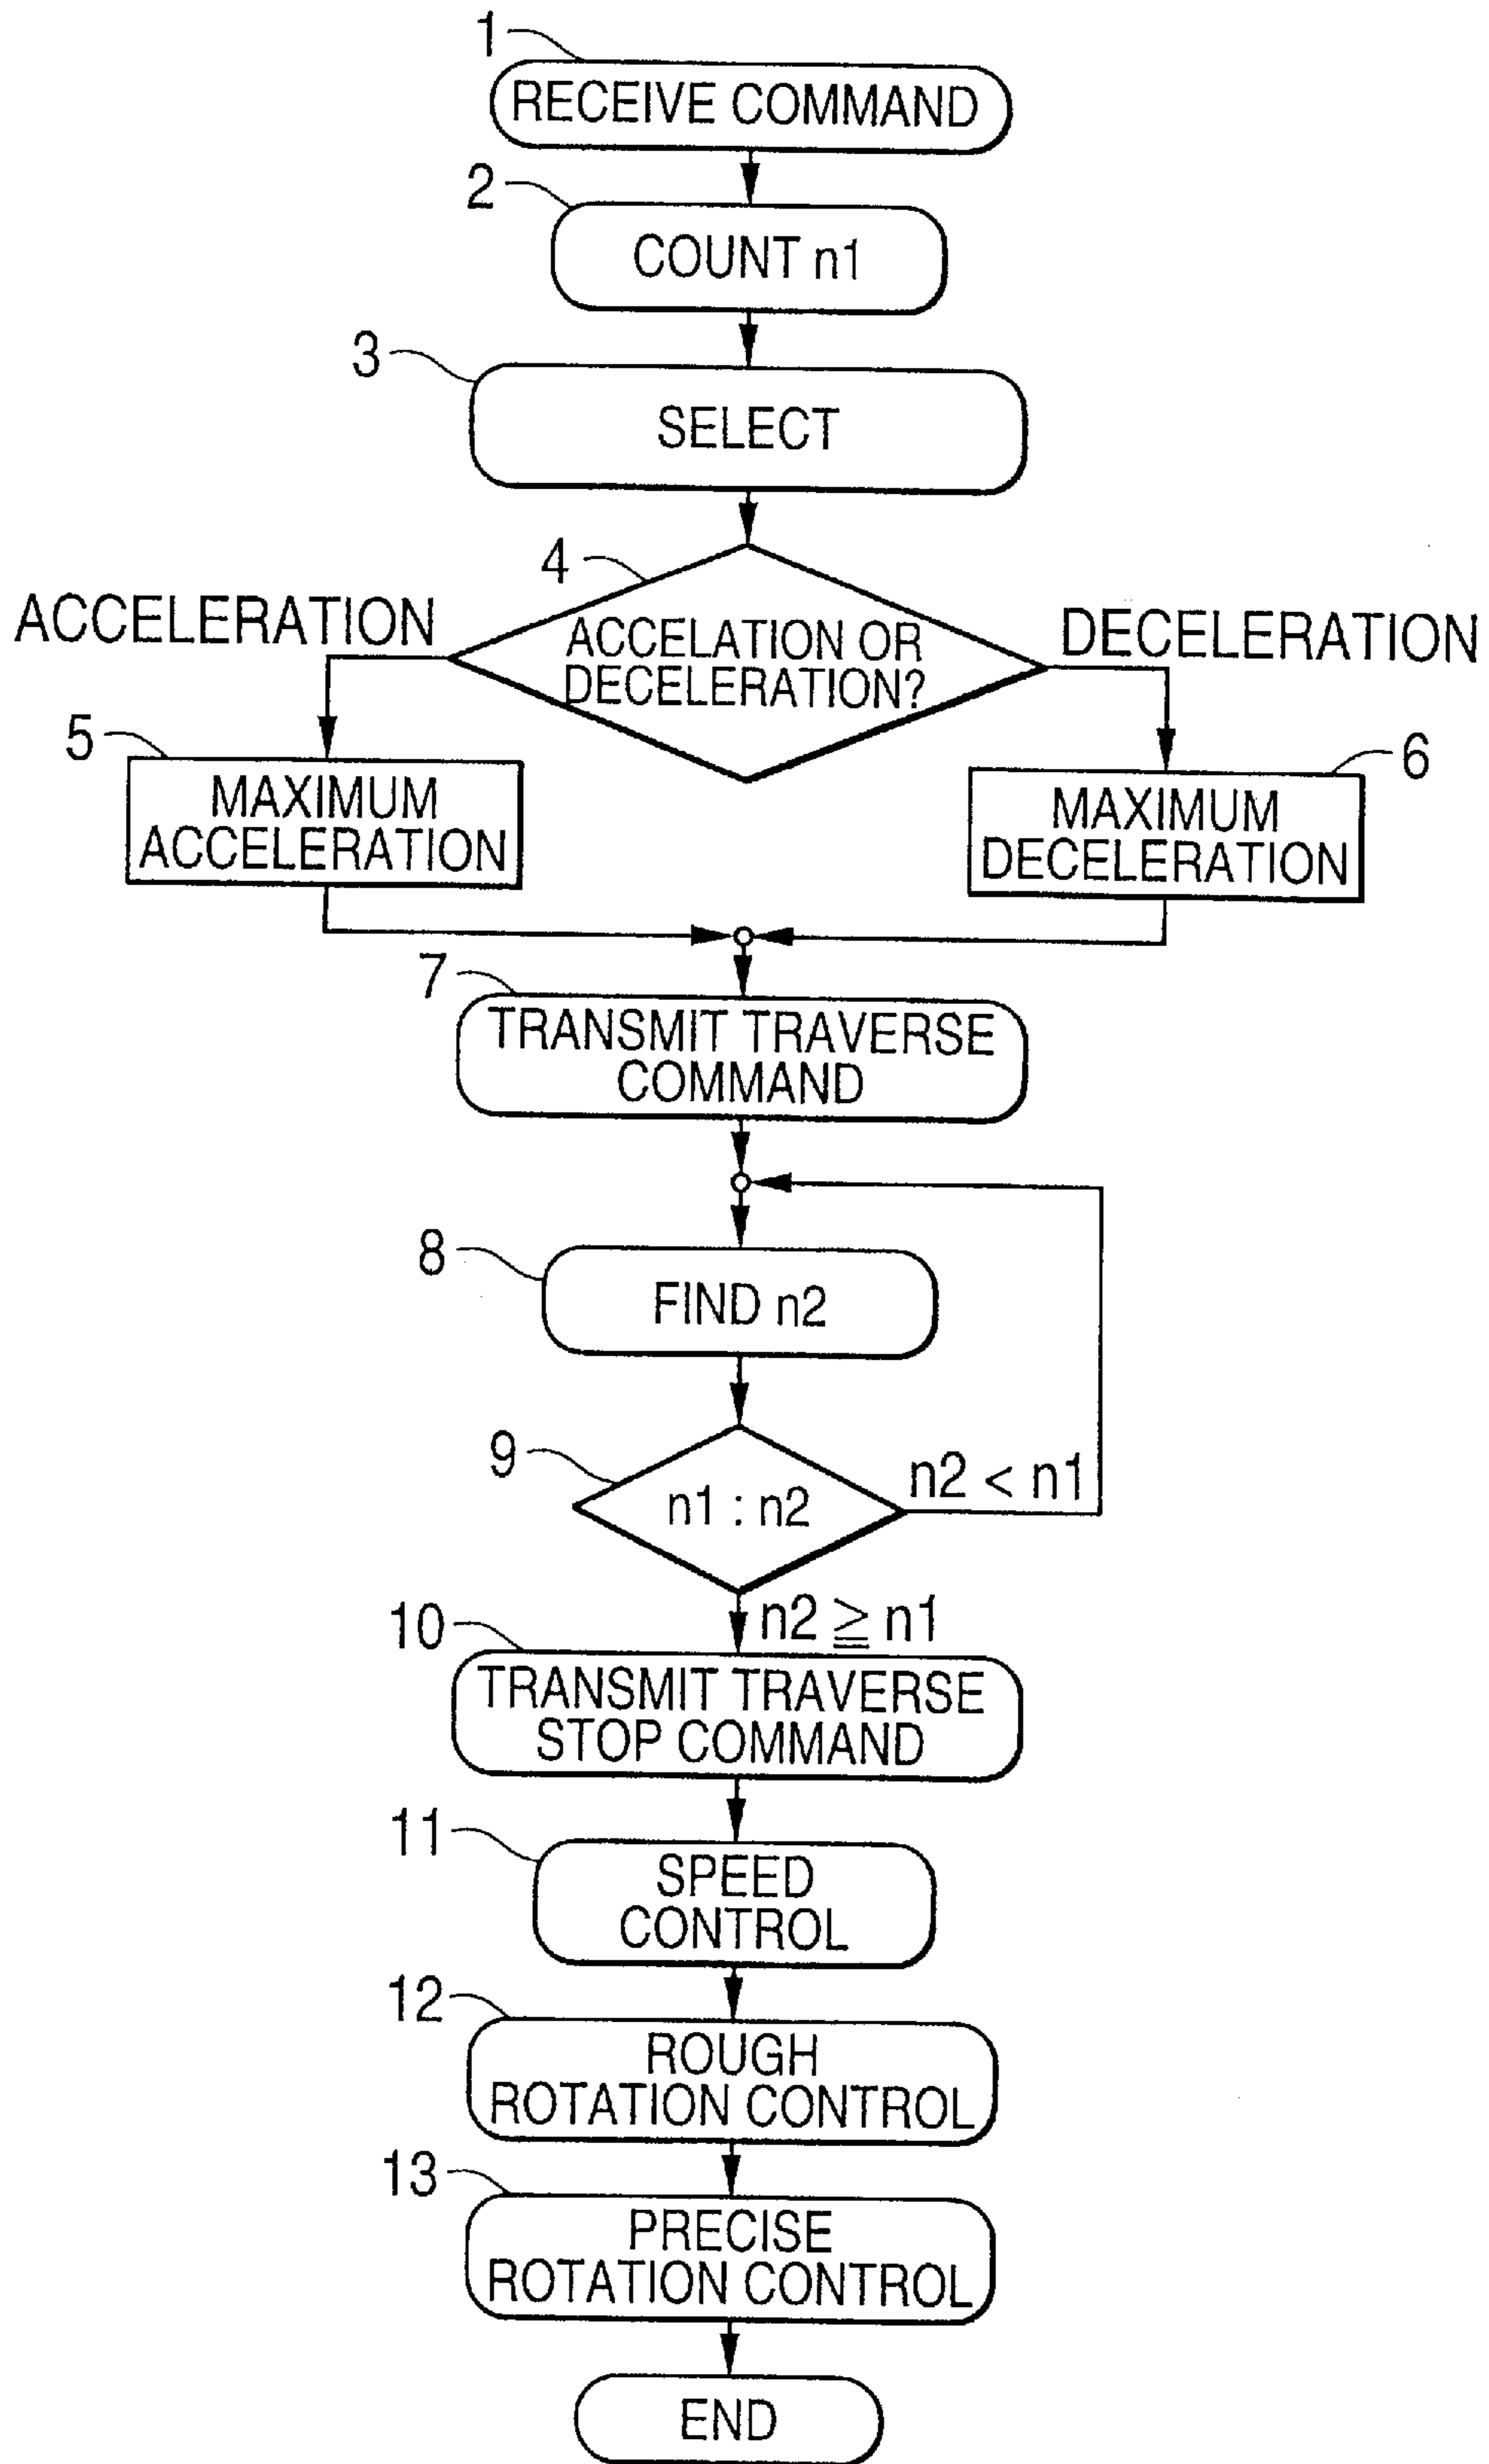 1
RECEIVE COMMAND
2
COUNT n1
3
SELECT
4
ACCELERATION
ACCELATION OR
DECELERATION?
DECELERATION
5
MAXIMUM
ACCELERATION
6
MAXIMUM
DECELERATION
7
TRANSMIT TRAVERSE
COMMAND
8
FIND n2
9
n1 : n2
n2 < n1
n2 ≧ n1
10
TRANSMIT TRAVERSE
STOP COMMAND
11
SPEED
CONTROL
12
ROUGH
ROTATION CONTROL
13
PRECISE
ROTATION CONTROL
END